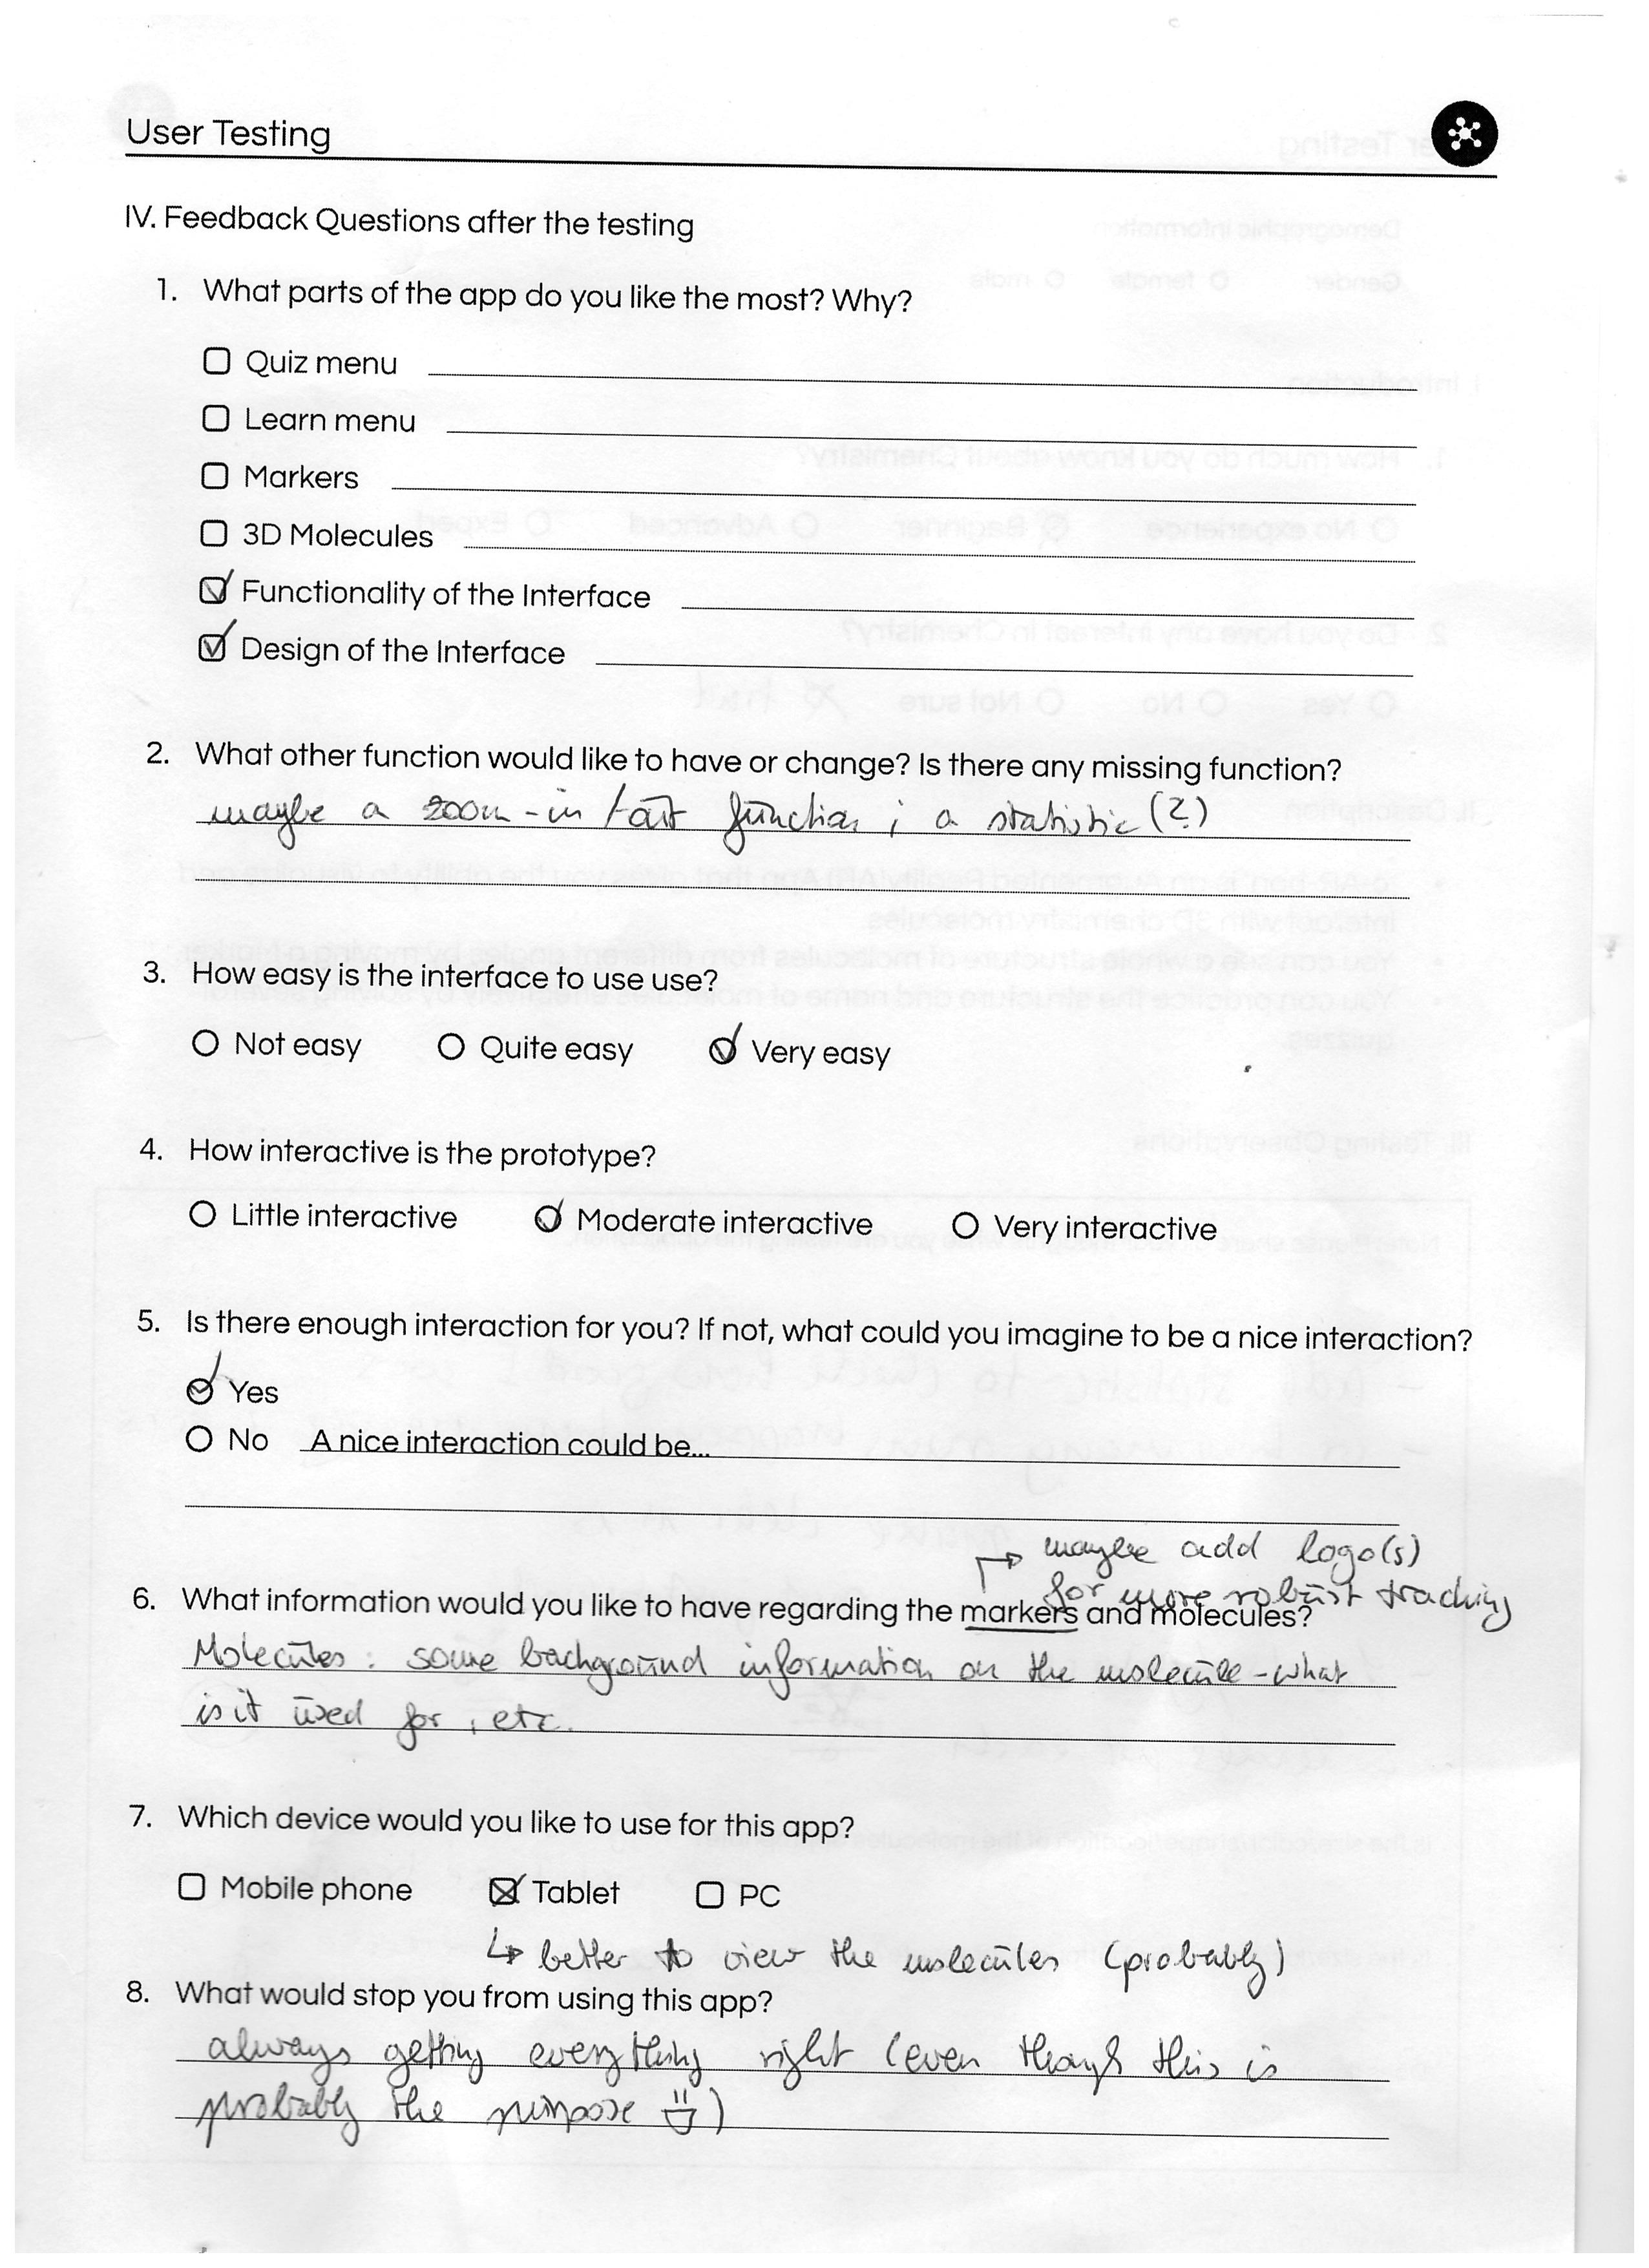 User Testing
IV. Feedback Questions after the testing
1. What parts of the app do you like the most? Why?
Quiz menu
Learn menu
Markers
3D Molecules
Functionality of the Interface
Design of the Interface
2. What other function would like to have or change? Is there any missing function?
maybe a zoom-in/out function; a statistic (?)
3. How easy is the interface to use use?
Not easy Quite easy Very easy
4. How interactive is the prototype?
Little interactive Moderate interactive Very interactive
5. Is there enough interaction for you? If not, what could you imagine to be a nice interaction?
Yes
No A nice interaction could be...
→ maybe add logo(s)
for more robust tracking
6. What information would you like to have regarding the markers and molecules?
Molecules: some background information on the molecule - what
is it used for, etc.
7. Which device would you like to use for this app?
Mobile phone Tablet PC
↳ better to view the molecules (probably)
8. What would stop you from using this app?
always getting everything right (even though this is
probably the purpose)